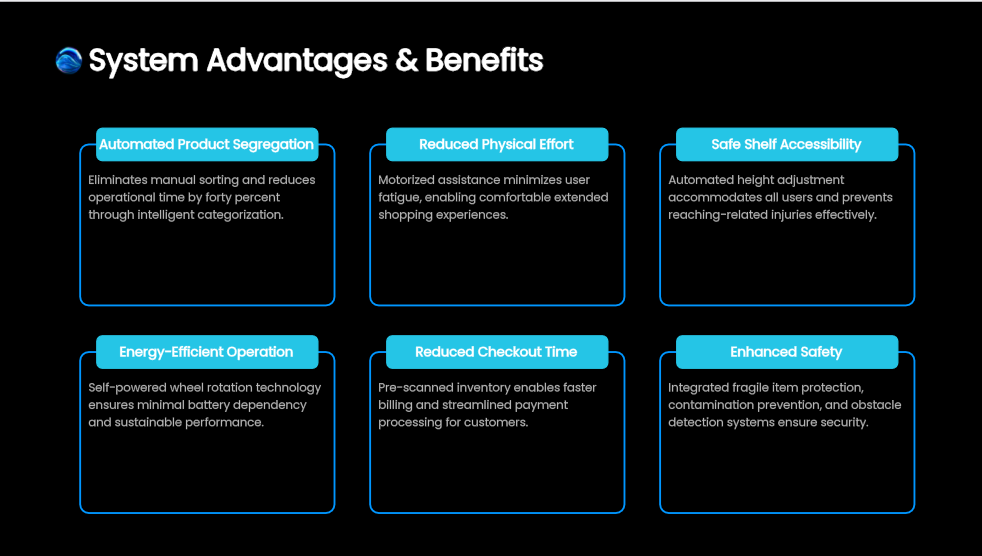 System Advantages & Benefits
Automated Product Segregation
Eliminates manual sorting and reduces
operational time by forty percent
through intelligent categorization.
Reduced Physical Effort
Motorized assistance minimizes user
fatigue, enabling comfortable extended
shopping experiences.
Safe Shelf Accessibility
Automated height adjustment
accommodates all users and prevents
reaching-related injuries effectively.
Energy-Efficient Operation
Self-powered wheel rotation technology
ensures minimal battery dependency
and sustainable performance.
Reduced Checkout Time
Pre-scanned inventory enables faster
billing and streamlined payment
processing for customers.
Enhanced Safety
Integrated fragile item protection,
contamination prevention, and obstacle
detection systems ensure security.